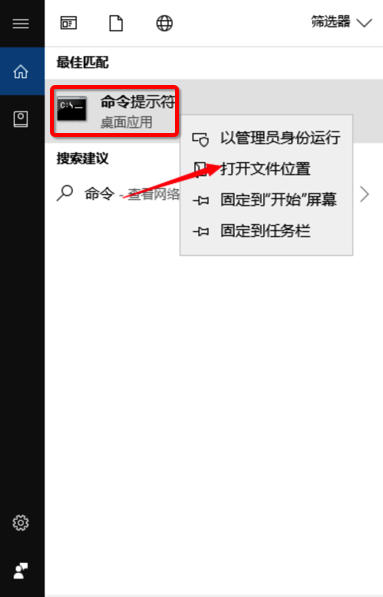 筛选器
最佳匹配
C:\_
命令提示符
桌面应用
以管理员身份运行
打开文件位置
搜索建议
命令 - 查看网络
固定到"开始"屏幕
固定到任务栏